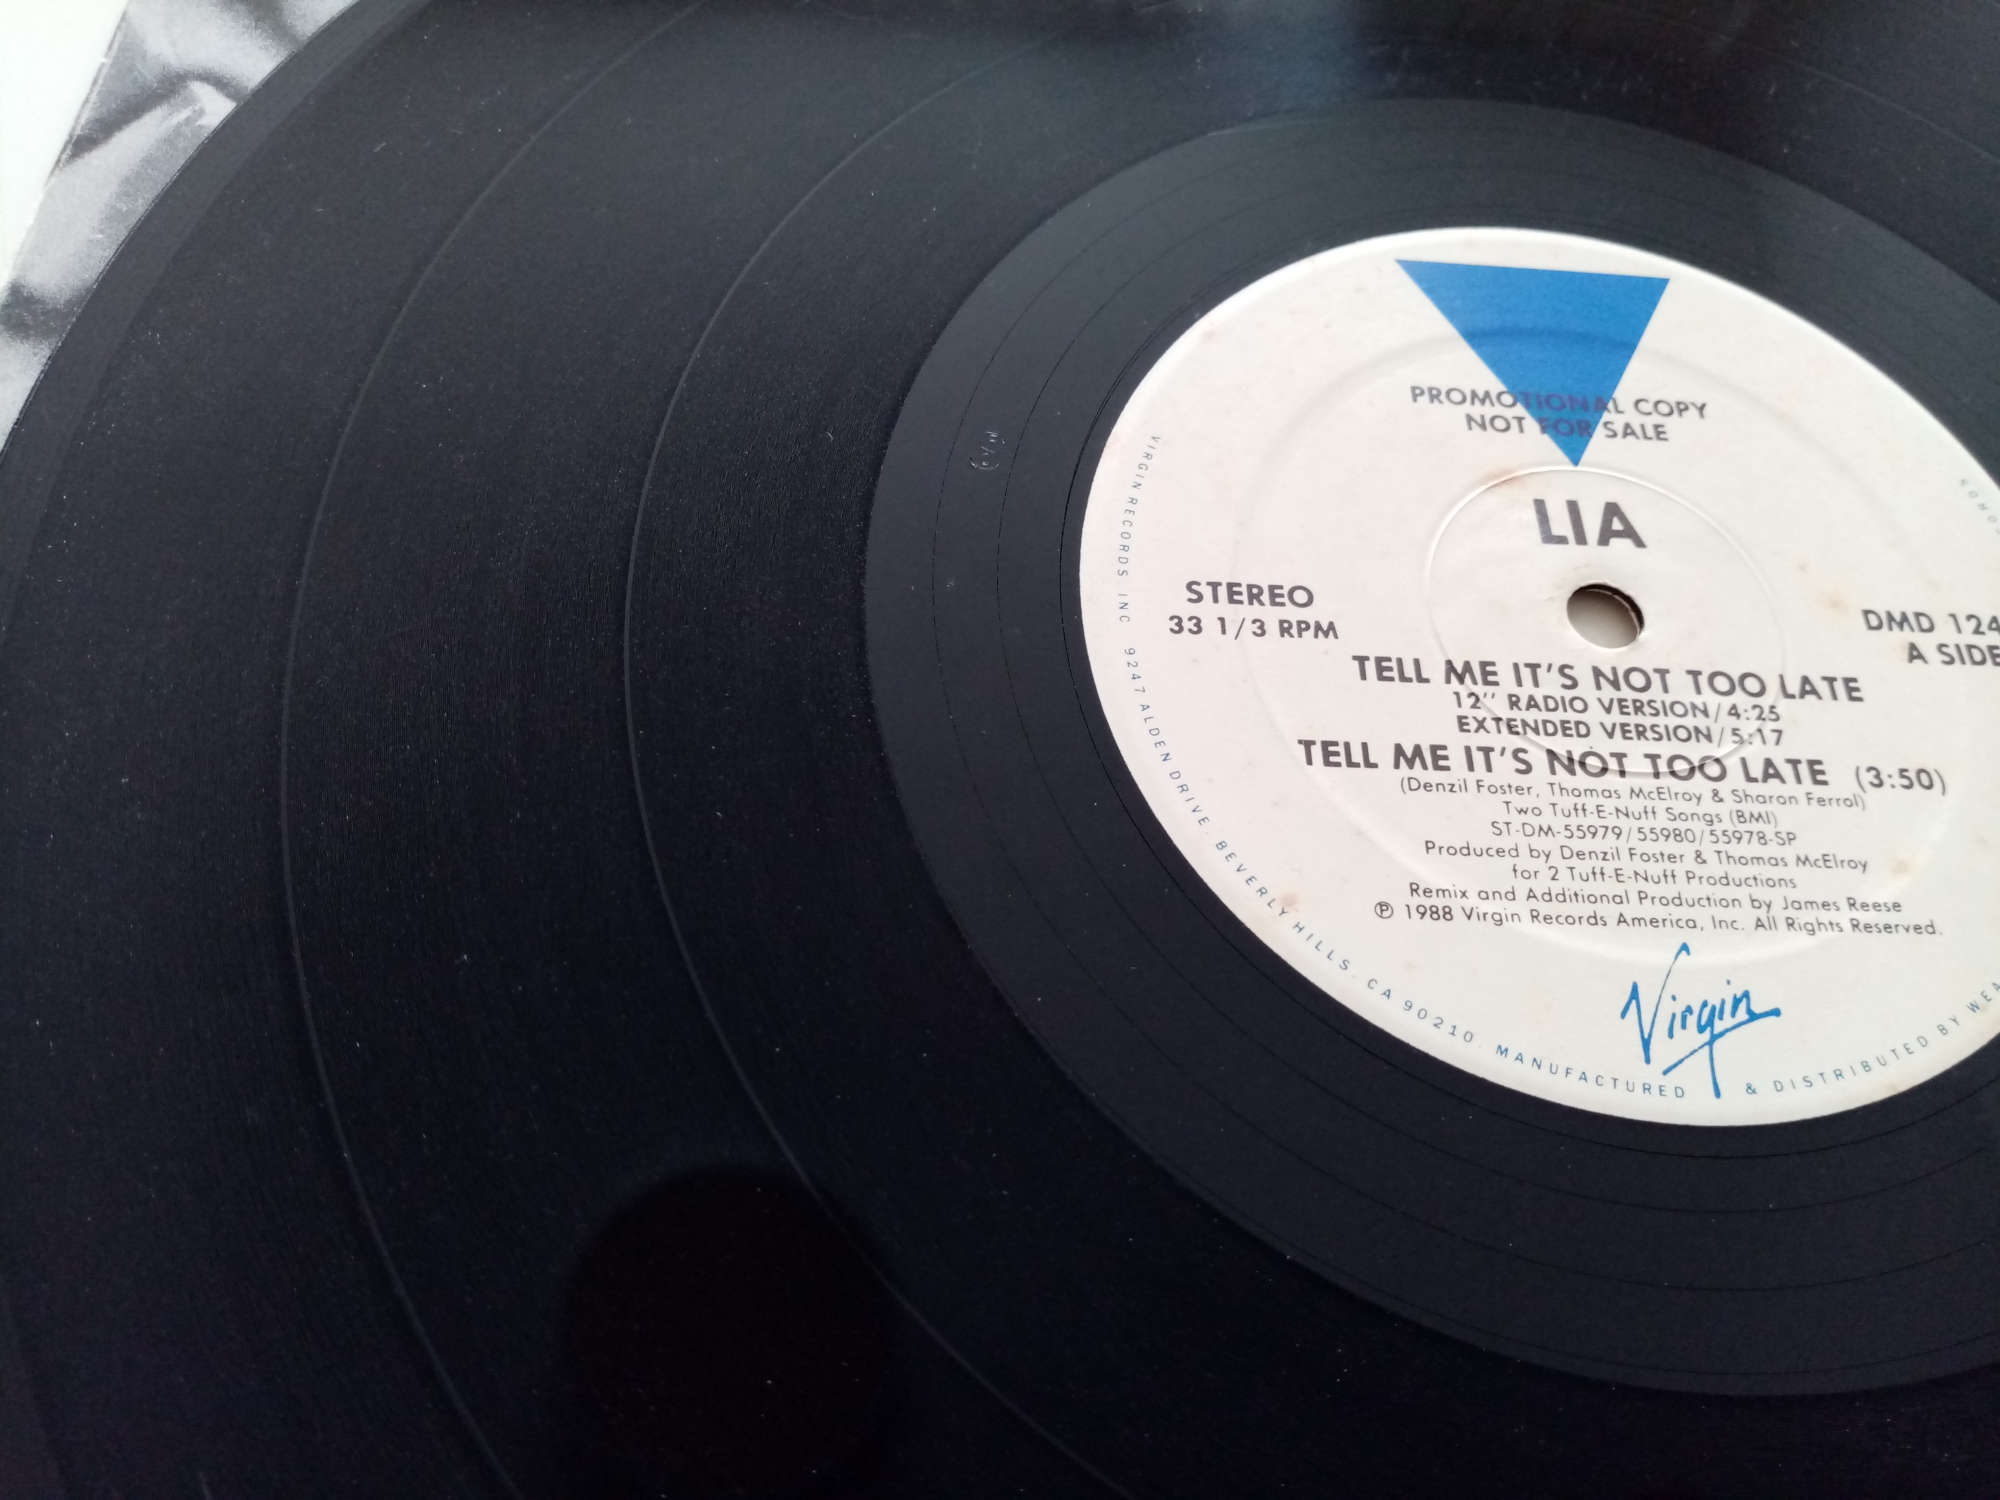 PROMOTIONAL COPY
NOT FOR SALE
LIA
STEREO
33 1/3 RPM
DMD 124
A SIDE
TELL ME IT'S NOT TOO LATE
12" RADIO VERSION/4:25
EXTENDED VERSION/5:17
TELL ME IT'S NOT TOO LATE (3:50)
(Denzil Foster, Thomas McElroy & Sharon Ferrol)
Two Tuff-E-Nuff Songs (BMI)
ST-DM-55979/55980/55978-SP
Produced by Denzil Foster & Thomas McElroy
for 2 Tuff-E-Nuff Productions
Remix and Additional Production by James Reese
℗ 1988 Virgin Records America, Inc. All Rights Reserved.
Virgin
VIRGIN RECORDS INC 9247 ALDEN DRIVE. BEVERLY HILLS. CA 90210. MANUFACTURED & DISTRIBUTED BY WEA